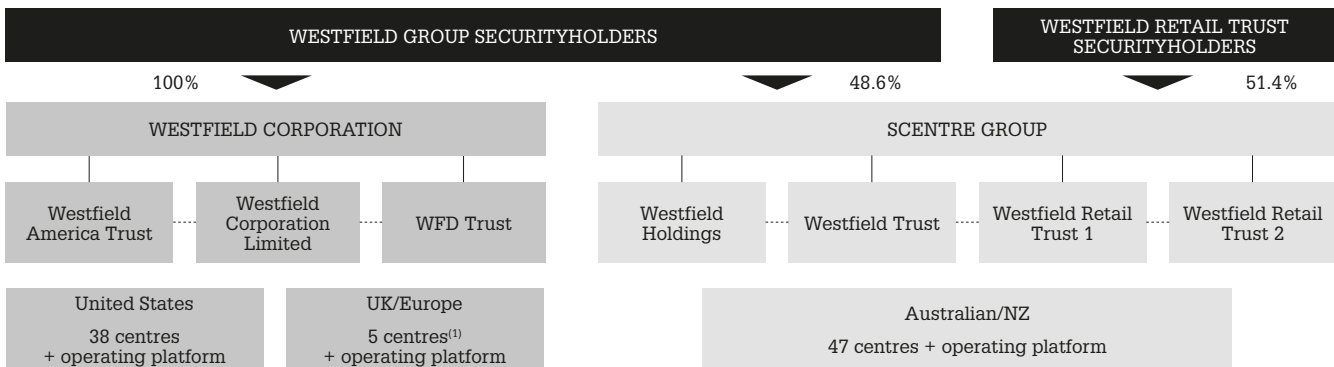 WESTFIELD GROUP SECURITYHOLDERS
WESTFIELD RETAIL TRUST
SECURITYHOLDERS
100%
48.6%
51.4%
WESTFIELD CORPORATION
SCENTRE GROUP
Westfield
America Trust
Westfield
Corporation
Limited
WFD Trust
Westfield
Holdings
Westfield Trust
Westfield Retail
Trust 1
Westfield Retail
Trust 2
United States
38 centres
+ operating platform
UK/Europe
5 centres(1)
+ operating platform
Australian/NZ
47 centres + operating platform